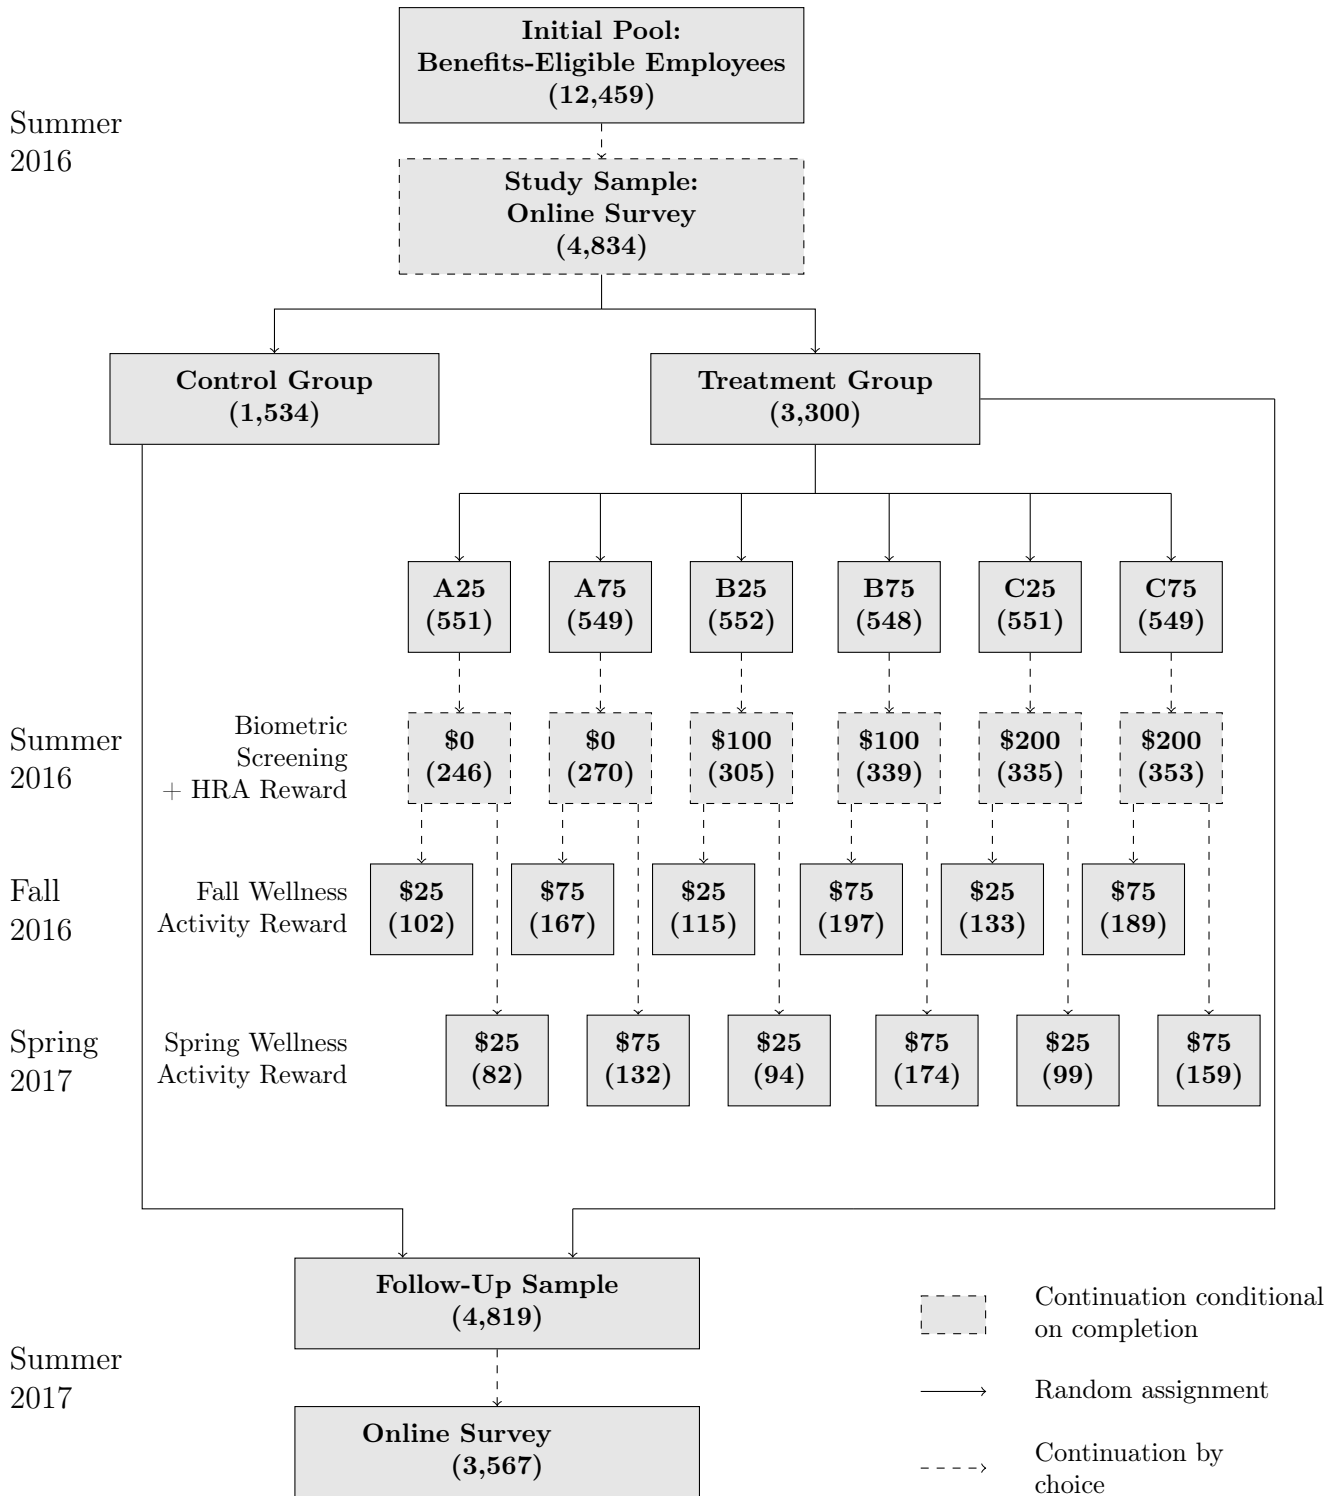 Initial Pool:
Benefits-Eligible Employees
(12,459)
Summer
2016
Study Sample:
Online Survey
(4,834)
Control Group
(1,534)
Treatment Group
(3,300)
A25
(551)
A75
(549)
B25
(552)
B75
(548)
C25
(551)
C75
(549)
Summer
2016
Biometric
Screening
+ HRA Reward
$0
(246)
$0
(270)
$100
(305)
$100
(339)
$200
(335)
$200
(353)
Fall
2016
Fall Wellness
Activity Reward
$25
(102)
$75
(167)
$25
(115)
$75
(197)
$25
(133)
$75
(189)
Spring
2017
Spring Wellness
Activity Reward
$25
(82)
$75
(132)
$25
(94)
$75
(174)
$25
(99)
$75
(159)
Follow-Up Sample
(4,819)
Summer
2017
Online Survey
(3,567)
Continuation conditional
on completion
Random assignment
Continuation by
choice